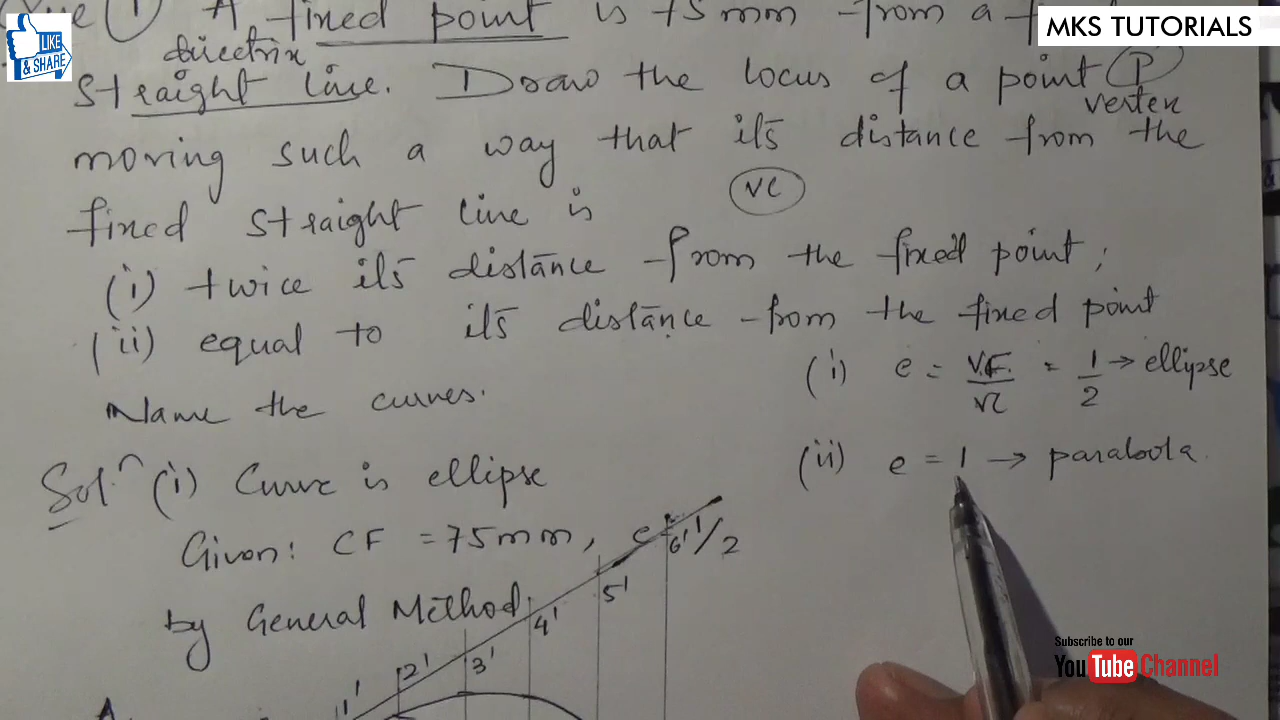 Que (1) A fixed point is 75 mm from a
MKS TUTORIALS
LIKE
& SHARE
directrix
straight line. Draw the locus of a point P
vertex
moving such a way that its distance from the
VC
fixed straight line is
(i) twice its distance from the fixed point;
(ii) equal to its distance from the fixed point
(i) e = VF/VC = 1/2 → ellipse
Name the curves.
(ii) e = 1 → parabola.
Solⁿ (i) Curve is ellipse
Given: CF = 75mm, e = 1/2
6'
5'
by General Method.
4'
3'
2'
1'
Subscribe to our
YouTube Channel